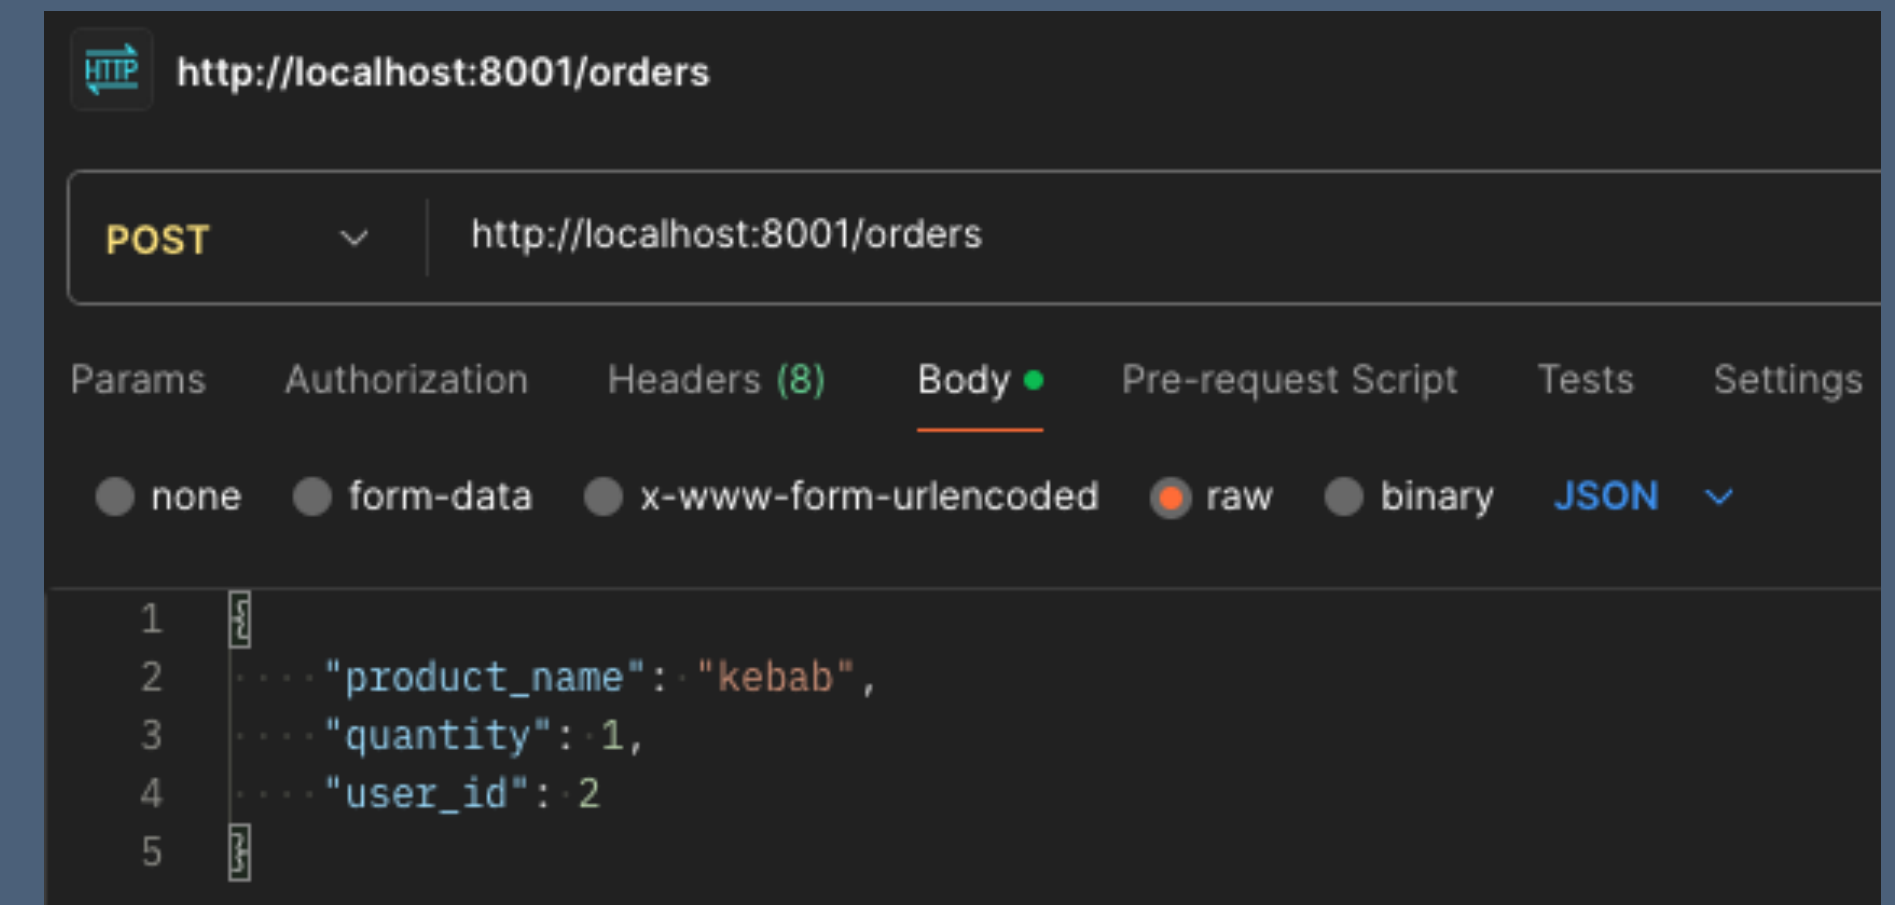 HTTP http://localhost:8001/orders
POST http://localhost:8001/orders
Params Authorization Headers (8) Body Pre-request Script Tests Settings
none form-data x-www-form-urlencoded raw binary JSON
1 {
2 "product_name": "kebab",
3 "quantity": 1,
4 "user_id": 2
5 }